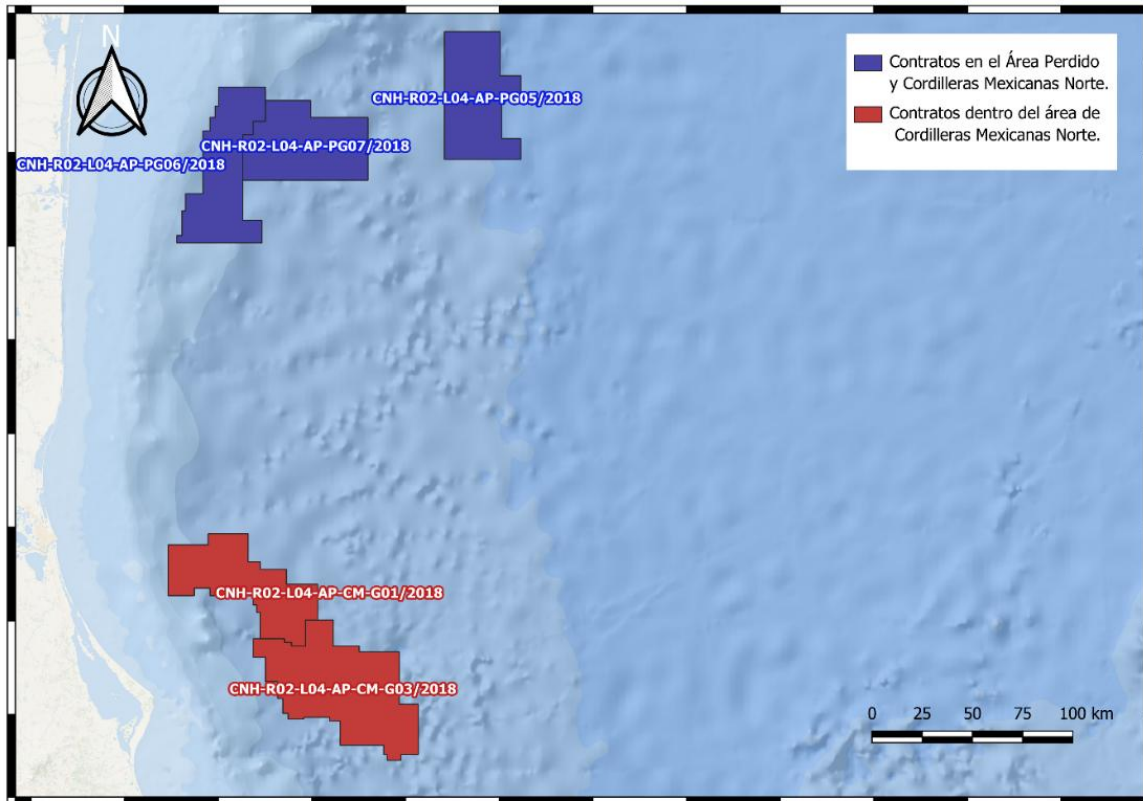 N
Contratos en el Área Perdido
y Cordilleras Mexicanas Norte.
Contratos dentro del área de
Cordilleras Mexicanas Norte.
CNH-R02-L04-AP-PG05/2018
CNH-R02-L04-AP-PG07/2018
CNH-R02-L04-AP-PG06/2018
CNH-R02-L04-AP-CM-G01/2018
CNH-R02-L04-AP-CM-G03/2018
0 25 50 75 100 km